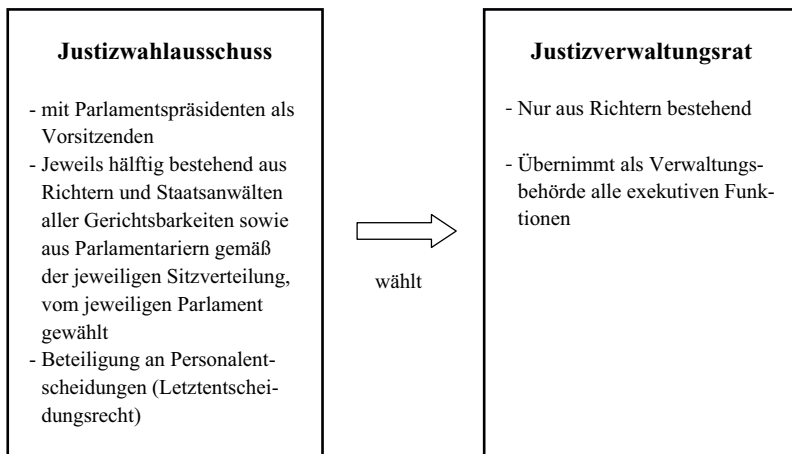 Justizwahlausschuss
- mit Parlamentspräsidenten als
Vorsitzenden
- Jeweils hälftig bestehend aus
Richtern und Staatsanwälten
aller Gerichtsbarkeiten sowie
aus Parlamentariern gemäß
der jeweiligen Sitzverteilung,
vom jeweiligen Parlament
gewählt
- Beteiligung an Personalent-
scheidungen (Letztentschei-
dungsrecht)
wählt
Justizverwaltungsrat
- Nur aus Richtern bestehend
- Übernimmt als Verwaltungs-
behörde alle exekutiven Funk-
tionen